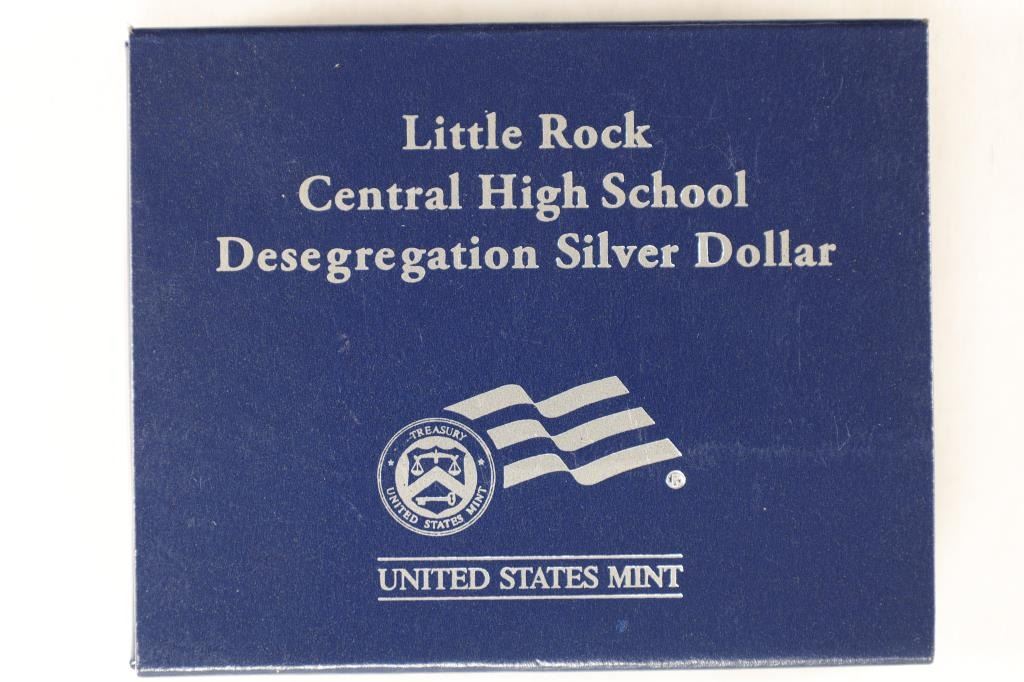 Little Rock
Central High School
Desegregation Silver Dollar
TREASURY
UNITED STATES MINT
®
UNITED STATES MINT